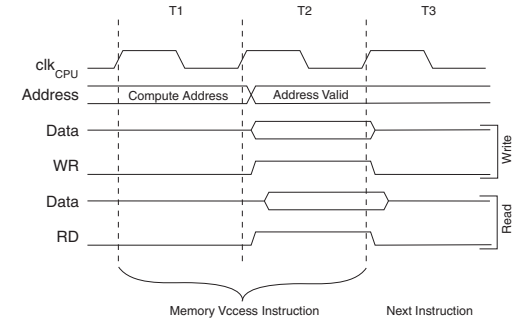 T1 T2 T3
clkCPU
Address Compute Address Address Valid
Data
WR
Write
Data
RD
Read
Memory Vccess Instruction Next Instruction